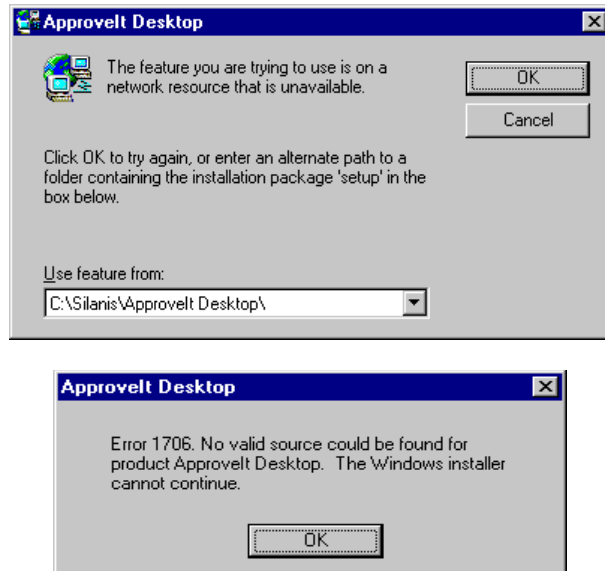 ApproveIt Desktop
The feature you are trying to use is on a
network resource that is unavailable.
OK
Cancel
Click OK to try again, or enter an alternate path to a
folder containing the installation package 'setup' in the
box below.
Use feature from:
C:\Silanis\ApproveIt Desktop\
ApproveIt Desktop
Error 1706. No valid source could be found for
product ApproveIt Desktop. The Windows installer
cannot continue.
OK